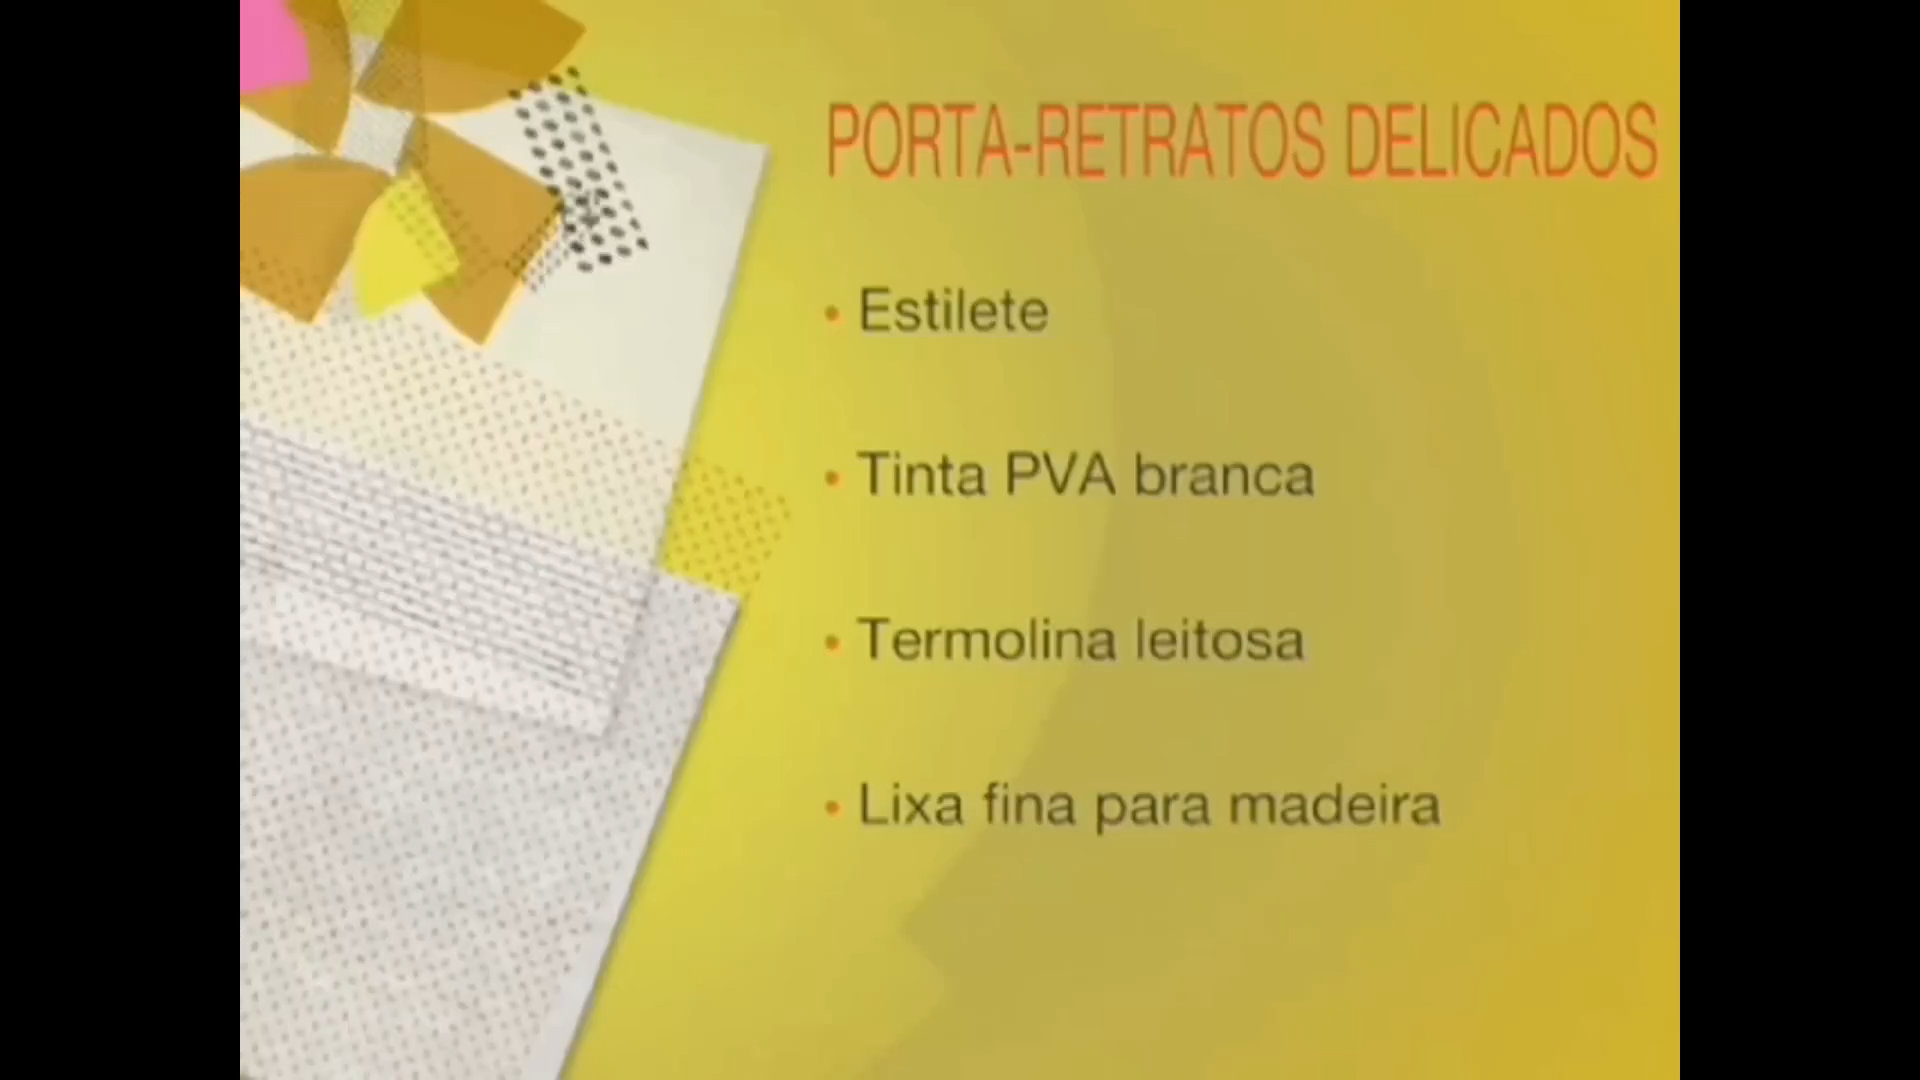 PORTA-RETRATOS DELICADOS
• Estilete
• Tinta PVA branca
• Termolina leitosa
• Lixa fina para madeira